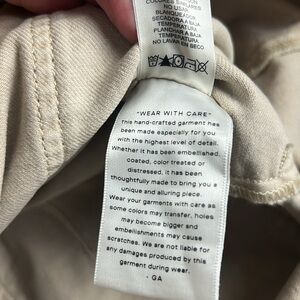 COLORES SIMILARES
NO USAR
BLANQUEADOR
SECADORA A BAJA
TEMPERATURA
PLANCHAR A BAJA
TEMPERATURA
NO LAVAR EN SECO
"WEAR WITH CARE"
this hand-crafted garment has
been made especially for you
with the highest level of detail.
Whether it has been embellished,
coated, color treated or
distressed, it has been
thoughtfully made to bring you a
unique and alluring piece.
Wear your garments with care as
some colors may transfer, holes
may become bigger and
embellishments may cause
scratches. We are not liable for
any damages produced by this
garment during wear.
- GA